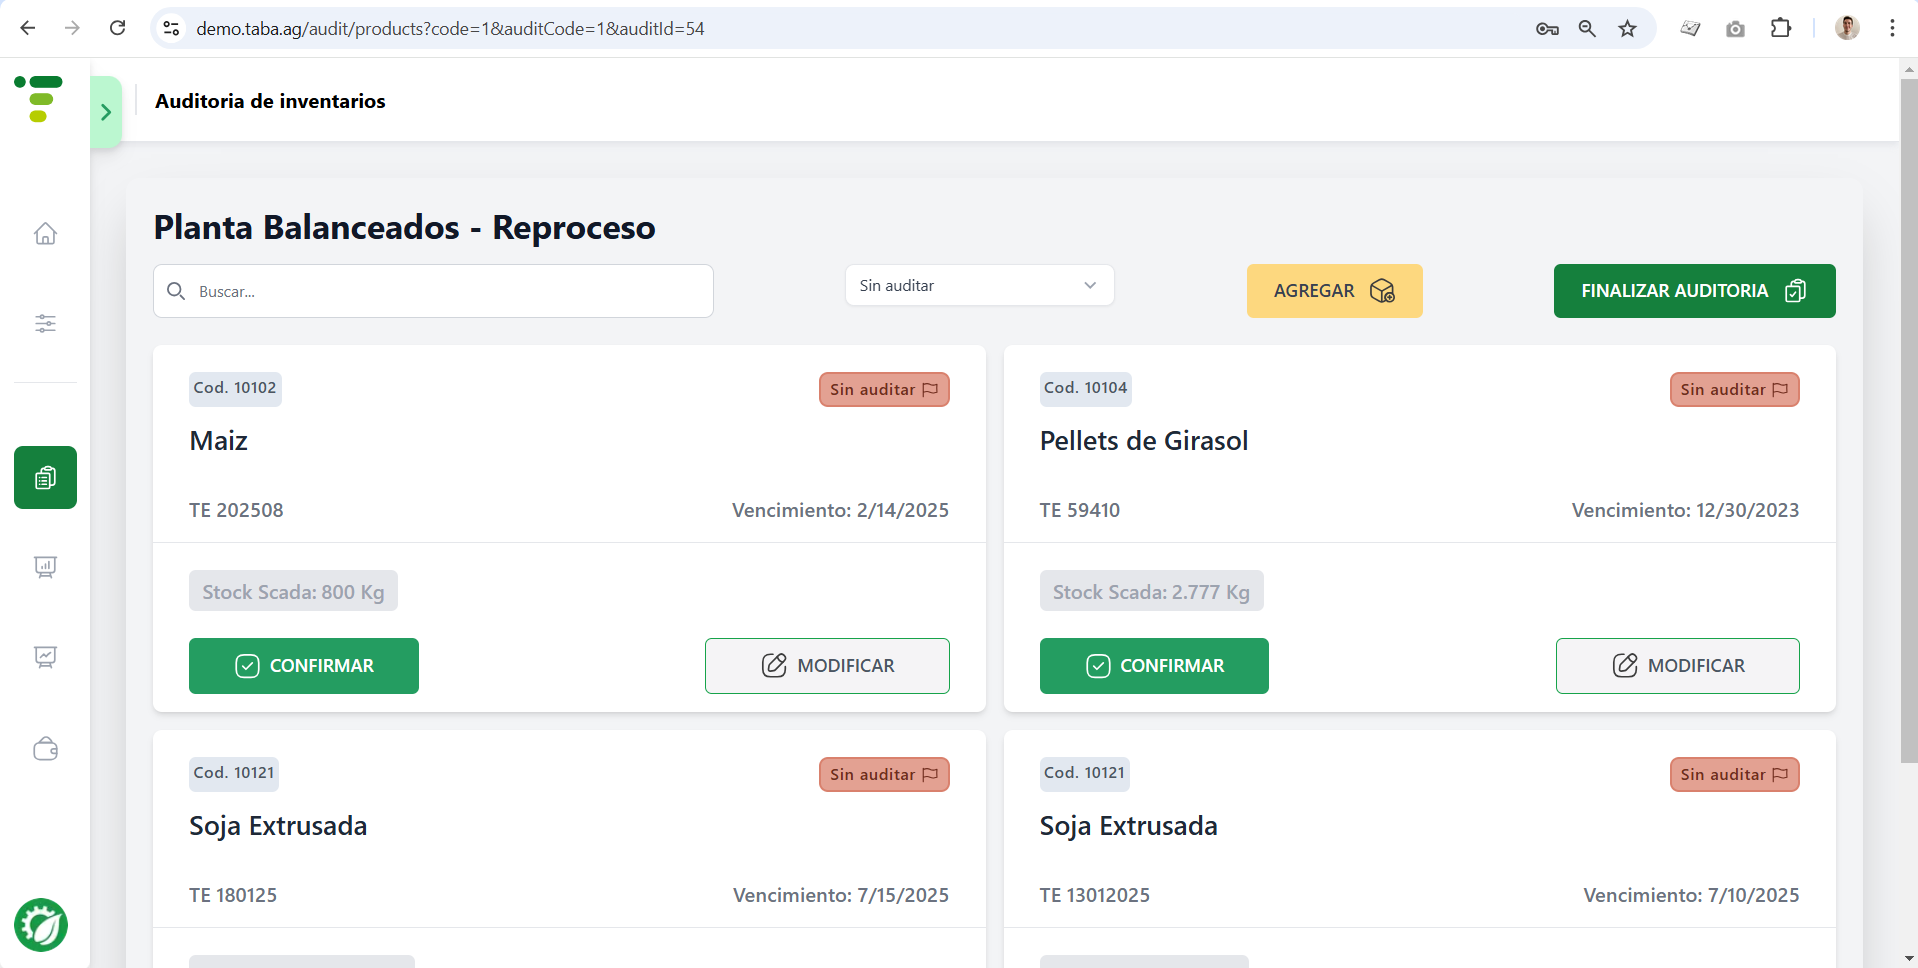 demo.taba.ag/audit/products?code=1&auditCode=1&auditId=54
Auditoria de inventarios
Planta Balanceados - Reproceso
Buscar...
Sin auditar
AGREGAR
FINALIZAR AUDITORIA
Cod. 10102
Sin auditar
Maiz
TE 202508
Vencimiento: 2/14/2025
Stock Scada: 800 Kg
CONFIRMAR
MODIFICAR
Cod. 10104
Sin auditar
Pellets de Girasol
TE 59410
Vencimiento: 12/30/2023
Stock Scada: 2.777 Kg
CONFIRMAR
MODIFICAR
Cod. 10121
Sin auditar
Soja Extrusada
TE 180125
Vencimiento: 7/15/2025
Cod. 10121
Sin auditar
Soja Extrusada
TE 13012025
Vencimiento: 7/10/2025